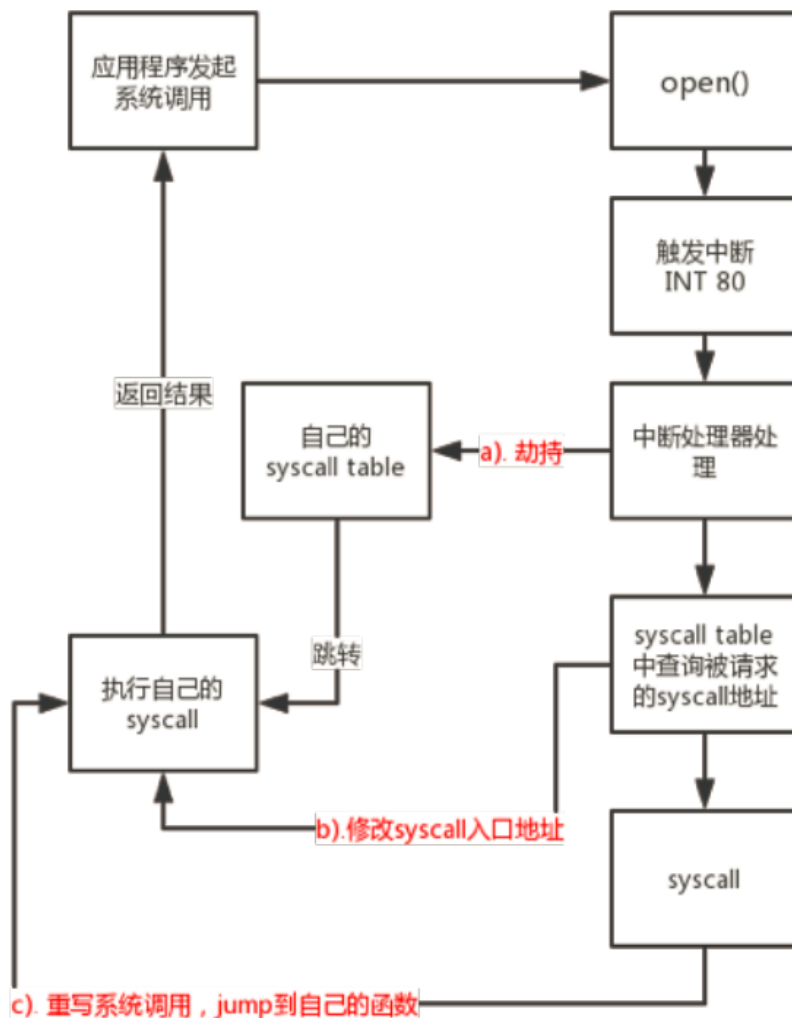 应用程序发起
系统调用
open()
触发中断
INT 80
返回结果
自己的
syscall table
a). 劫持
中断处理器处
理
跳转
执行自己的
syscall
syscall table
中查询被请求
的syscall地址
b).修改syscall入口地址
syscall
c). 重写系统调用，jump到自己的函数